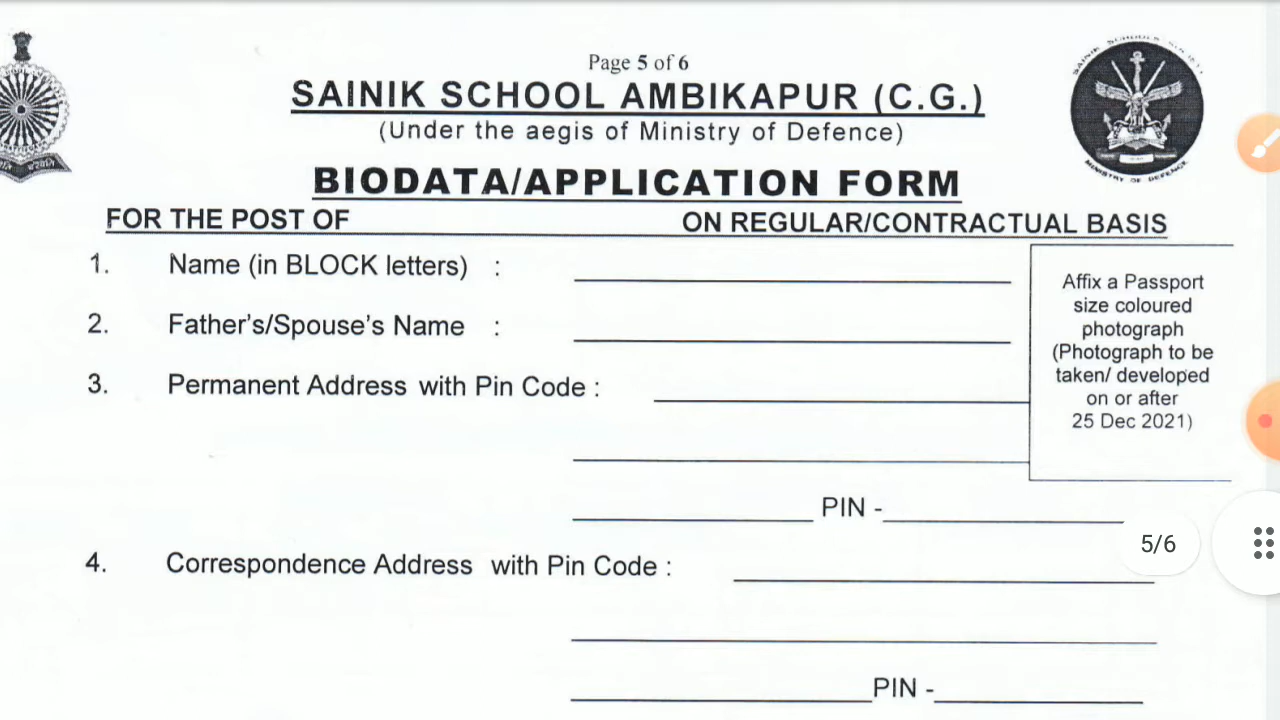 Page 5 of 6
SAINIK SCHOOL AMBIKAPUR (C.G.)
(Under the aegis of Ministry of Defence)
BIODATA/APPLICATION FORM
FOR THE POST OF ON REGULAR/CONTRACTUAL BASIS
1. Name (in BLOCK letters) :
2. Father's/Spouse's Name :
3. Permanent Address with Pin Code :
Affix a Passport
size coloured
photograph
(Photograph to be
taken/ developed
on or after
25 Dec 2021)
PIN -
5/6
4. Correspondence Address with Pin Code :
PIN -
MINISTRY OF DEFENCE